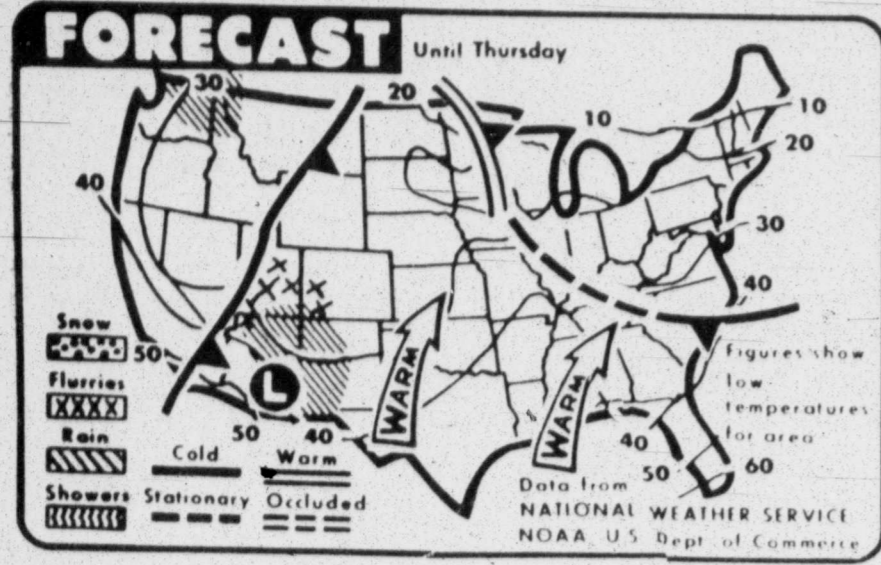 FORECAST
Until Thursday
30
20
10
10
20
40
30
40
Snow
50
Flurries
XXXX
Rain
Showers
L
WARM
WARM
Figures show
low
temperatures
for area
50
40
40
50
60
Cold
Warm
Stationary
Occluded
Data from
NATIONAL WEATHER SERVICE
NOAA U.S. Dept. of Commerce